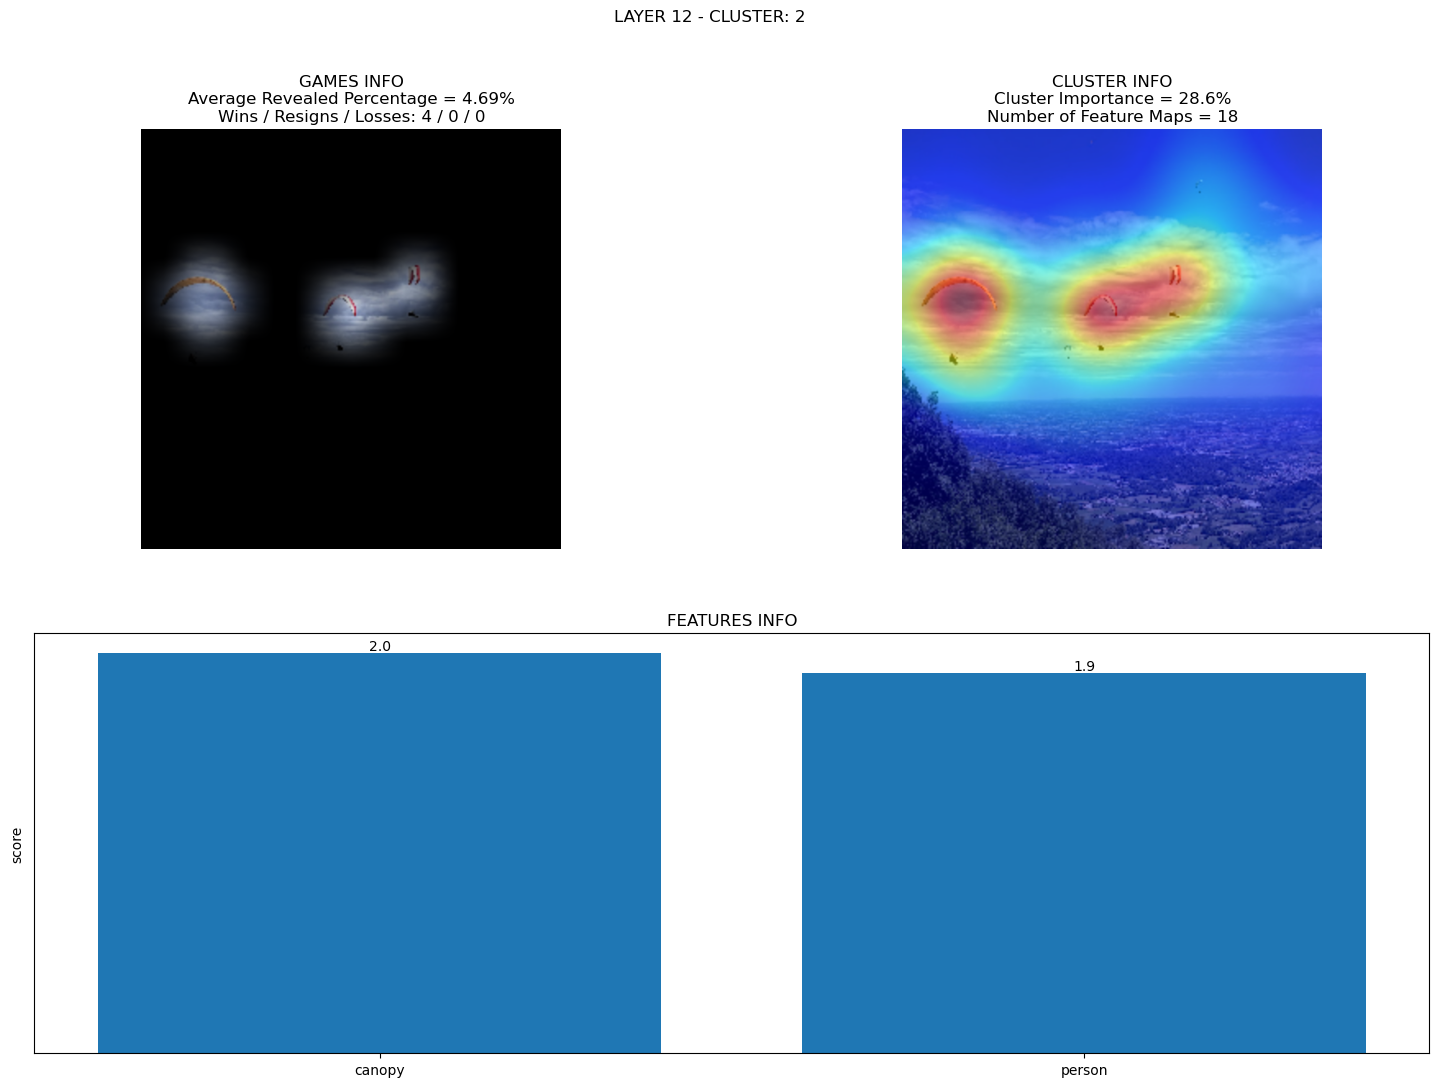 LAYER 12 - CLUSTER: 2
GAMES INFO
Average Revealed Percentage = 4.69%
Wins / Resigns / Losses: 4 / 0 / 0
CLUSTER INFO
Cluster Importance = 28.6%
Number of Feature Maps = 18
FEATURES INFO
2.0
1.9
score
canopy
person